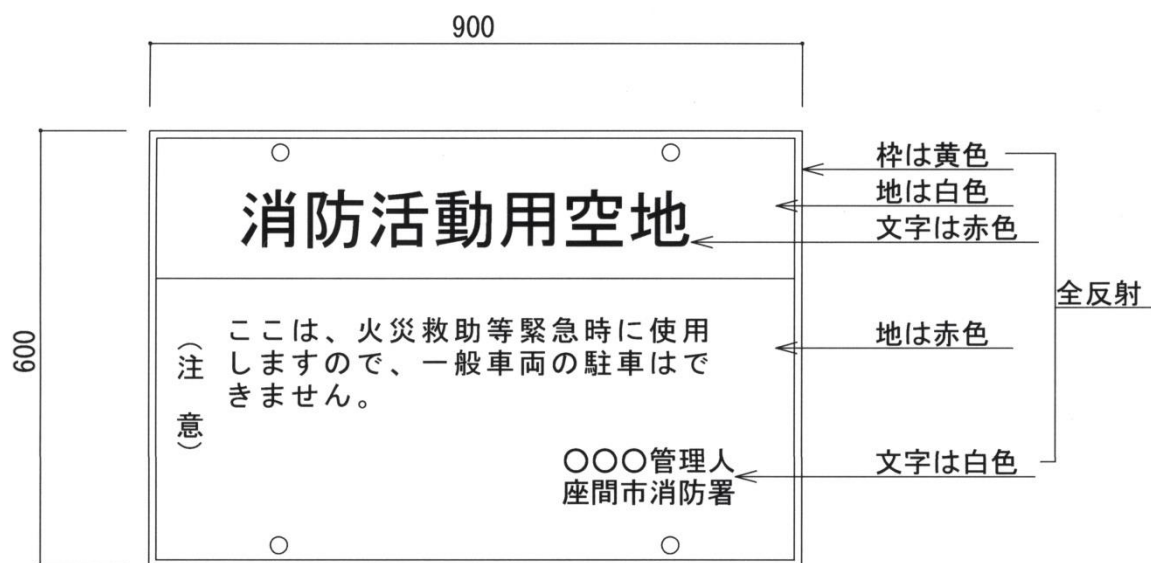 900
600
消防活動用空地
(注意)
ここは、火災救助等緊急時に使用
しますので、一般車両の駐車はで
きません。
〇〇〇管理人
座間市消防署
枠は黄色
地は白色
文字は赤色
地は赤色
文字は白色
全反射